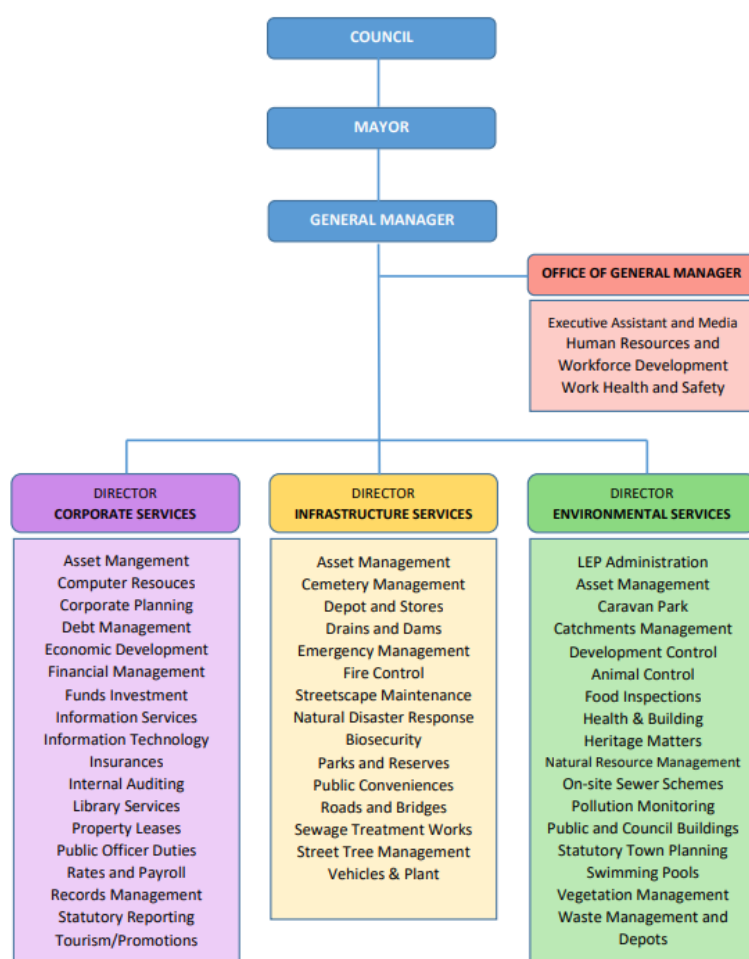 COUNCIL
MAYOR
GENERAL MANAGER
OFFICE OF GENERAL MANAGER
Executive Assistant and Media
Human Resources and
Workforce Development
Work Health and Safety
DIRECTOR
CORPORATE SERVICES
Asset Mangement
Computer Resouces
Corporate Planning
Debt Management
Economic Development
Financial Management
Funds Investment
Information Services
Information Technology
Insurances
Internal Auditing
Library Services
Property Leases
Public Officer Duties
Rates and Payroll
Records Management
Statutory Reporting
Tourism/Promotions
DIRECTOR
INFRASTRUCTURE SERVICES
Asset Management
Cemetery Management
Depot and Stores
Drains and Dams
Emergency Management
Fire Control
Streetscape Maintenance
Natural Disaster Response
Biosecurity
Parks and Reserves
Public Conveniences
Roads and Bridges
Sewage Treatment Works
Street Tree Management
Vehicles & Plant
DIRECTOR
ENVIRONMENTAL SERVICES
LEP Administration
Asset Management
Caravan Park
Catchments Management
Development Control
Animal Control
Food Inspections
Health & Building
Heritage Matters
Natural Resource Management
On-site Sewer Schemes
Pollution Monitoring
Public and Council Buildings
Statutory Town Planning
Swimming Pools
Vegetation Management
Waste Management and
Depots